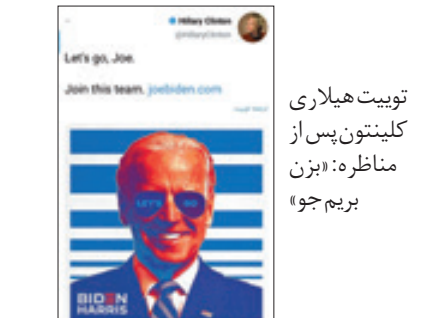 Hillary Clinton
@HillaryClinton
Let's go, Joe.
Join this team. joebiden.com
LET'S GO
BIDEN
HARRIS
توییت هیلاری
کلینتون پس از
مناظره: «بزن
بریم جو»